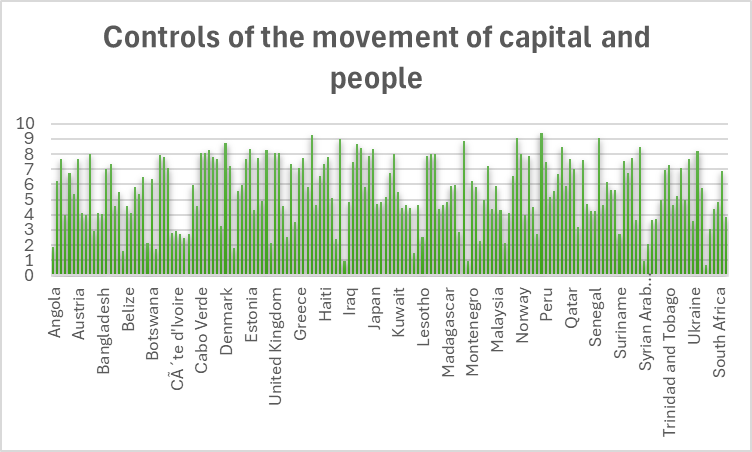 Controls of the movement of capital and
people
10
9
8
7
6
5
4
3
2
1
0
Angola
Austria
Bangladesh
Belize
Botswana
CÃ´te d'Ivoire
Cabo Verde
Denmark
Estonia
United Kingdom
Greece
Haiti
Iraq
Japan
Kuwait
Lesotho
Madagascar
Montenegro
Malaysia
Norway
Peru
Qatar
Senegal
Suriname
Syrian Arab…
Trinidad and Tobago
Ukraine
South Africa